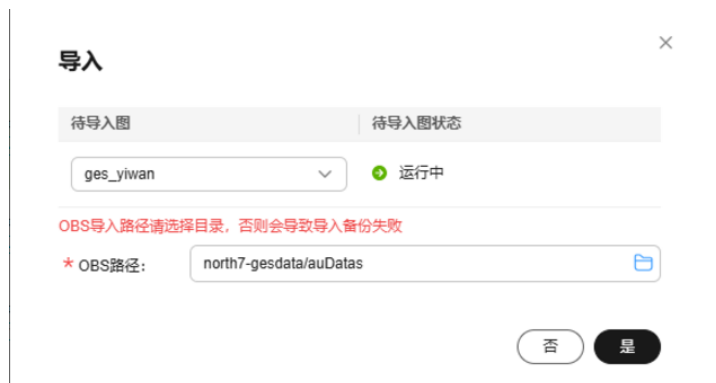 导入
待导入图 待导入图状态
ges_yiwan 运行中
OBS导入路径请选择目录，否则会导致导入备份失败
* OBS路径： north7-gesdata/auDatas
否 是